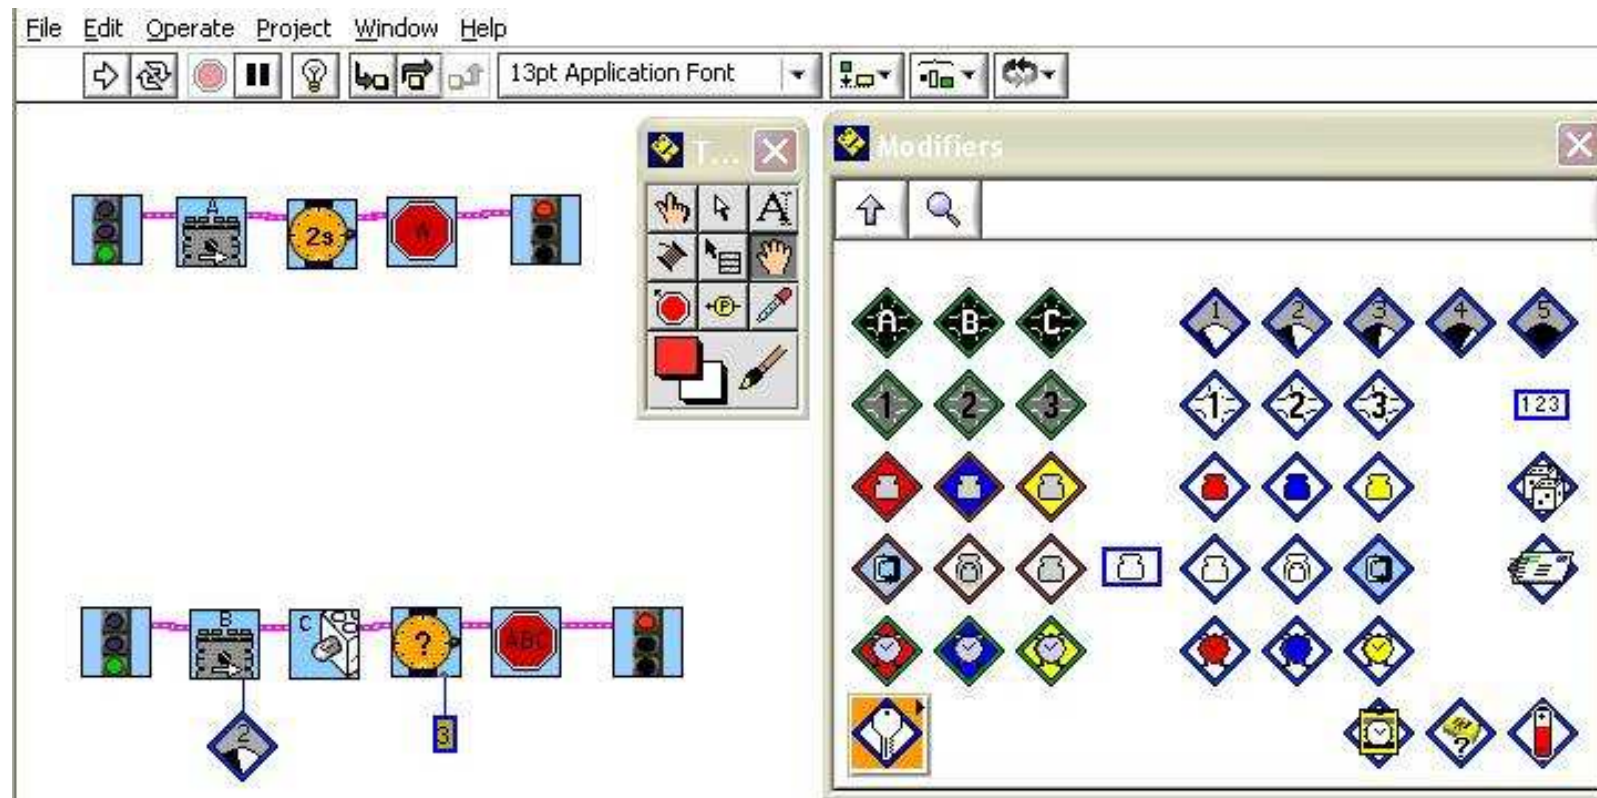 File Edit Operate Project Window Help
13pt Application Font
T...
Modifiers
A
2s
A
A
P
A B C
1 2 3 4 5
1 2 3
1 2 3
123
B
C
?
ABC
2
3
?